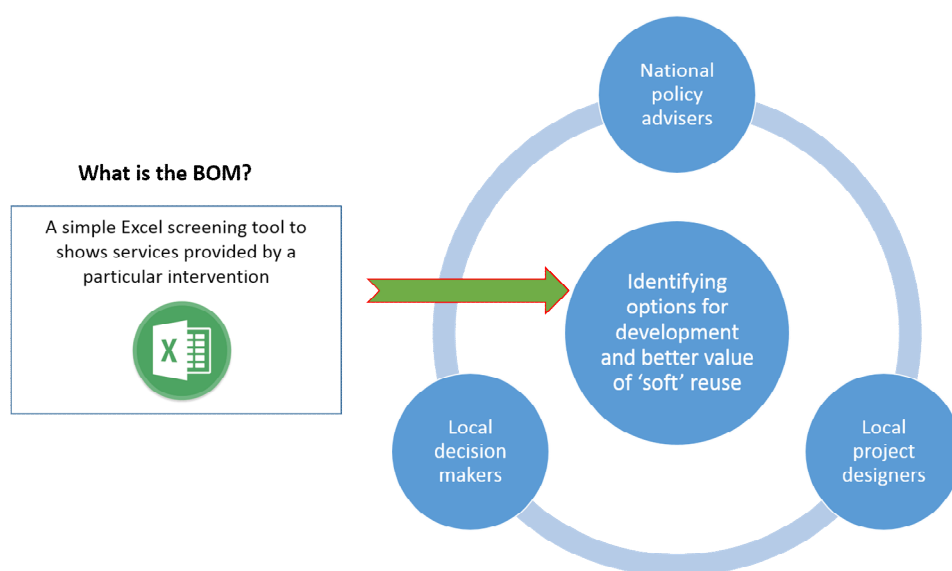 What is the BOM?
A simple Excel screening tool to
shows services provided by a
particular intervention
X
National
policy
advisers
Identifying
options for
development
and better value
of ‘soft’ reuse
Local
decision
makers
Local
project
designers